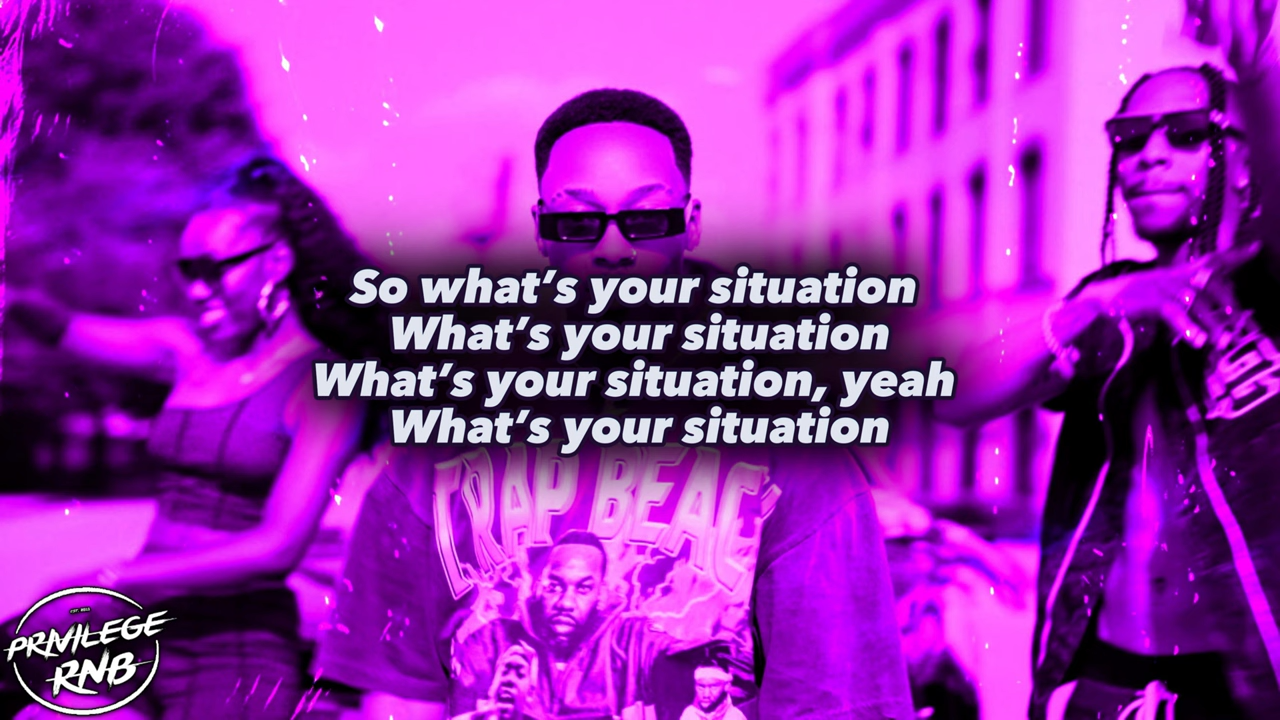 So what's your situation
What's your situation
What's your situation, yeah
What's your situation
TRAP BEAC
PRIVILEGE
RNB